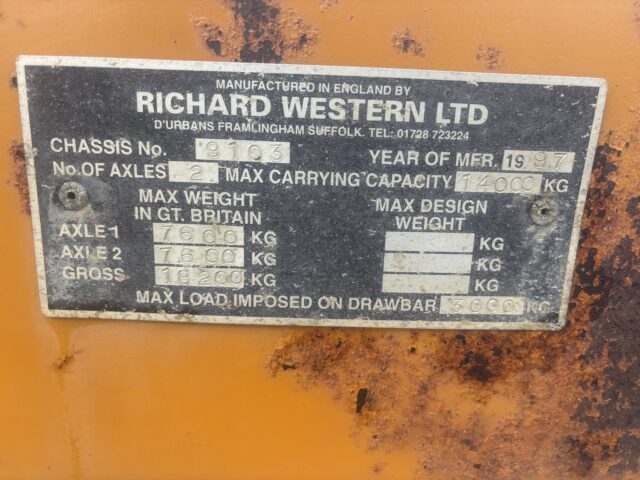 MANUFACTURED IN ENGLAND BY
RICHARD WESTERN LTD
D'URBANS FRAMLINGHAM SUFFOLK. TEL: 01728 723224
CHASSIS No. 9103 YEAR OF MFR. 1997
No. OF AXLES 2 MAX CARRYING CAPACITY 14000 KG
MAX WEIGHT IN GT. BRITAIN MAX DESIGN WEIGHT
AXLE 1 7600 KG KG
AXLE 2 7600 KG KG
GROSS 18200 KG KG
MAX LOAD IMPOSED ON DRAWBAR 3000 KG